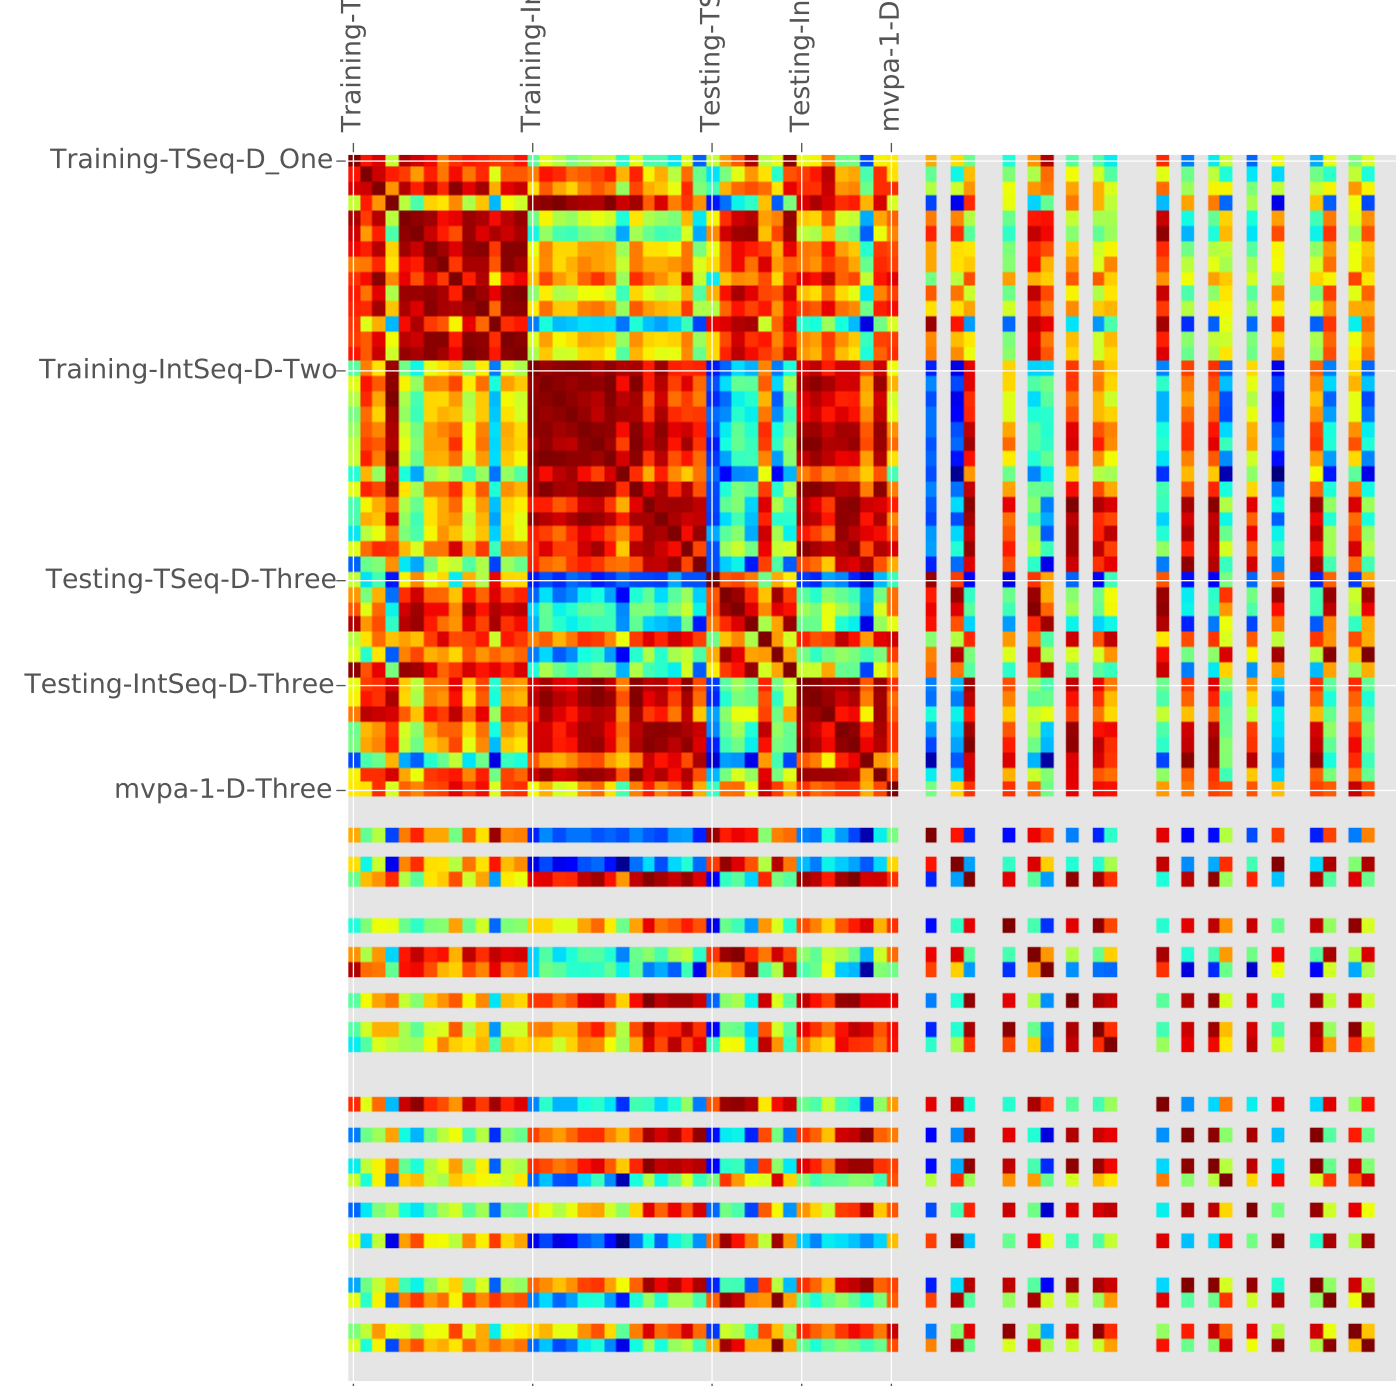 Training-T
Training-I
Testing-TS
Testing-In
mvpa-1-D
Training-TSeq-D_One
Training-IntSeq-D-Two
Testing-TSeq-D-Three
Testing-IntSeq-D-Three
mvpa-1-D-Three